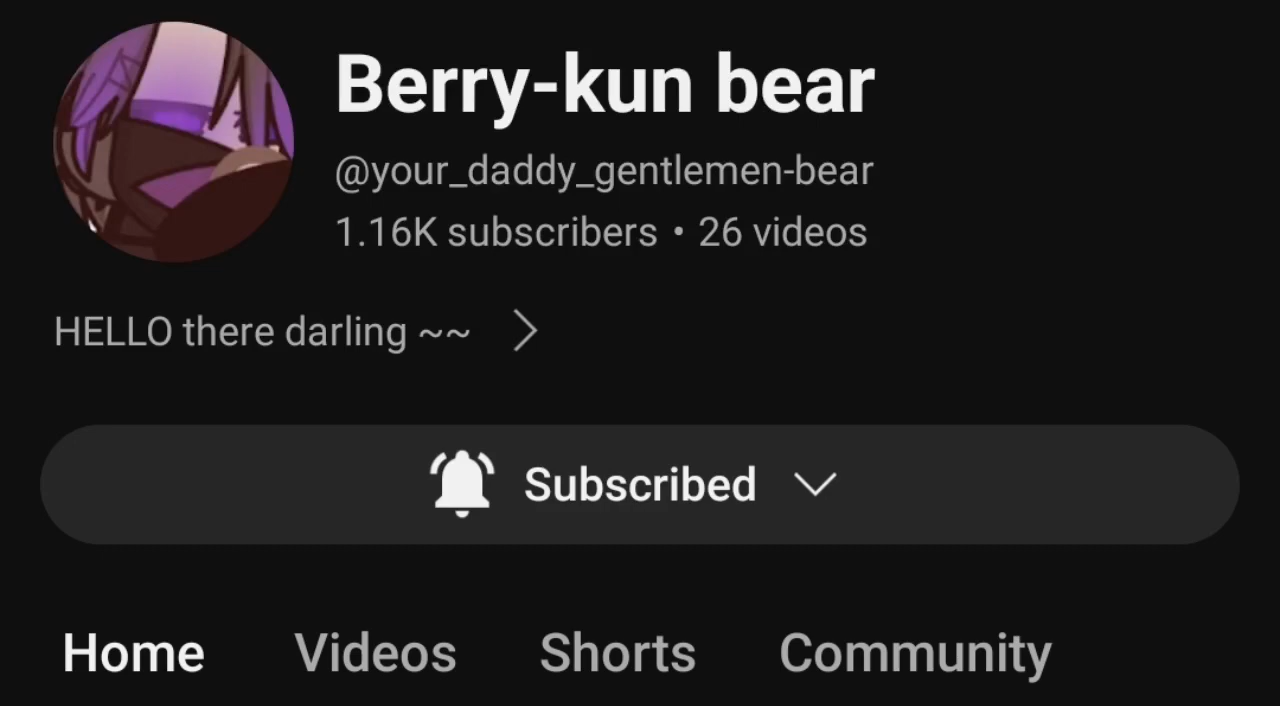 Berry-kun bear
@your_daddy_gentlemen-bear
1.16K subscribers • 26 videos
HELLO there darling ~~
Subscribed
Home Videos Shorts Community